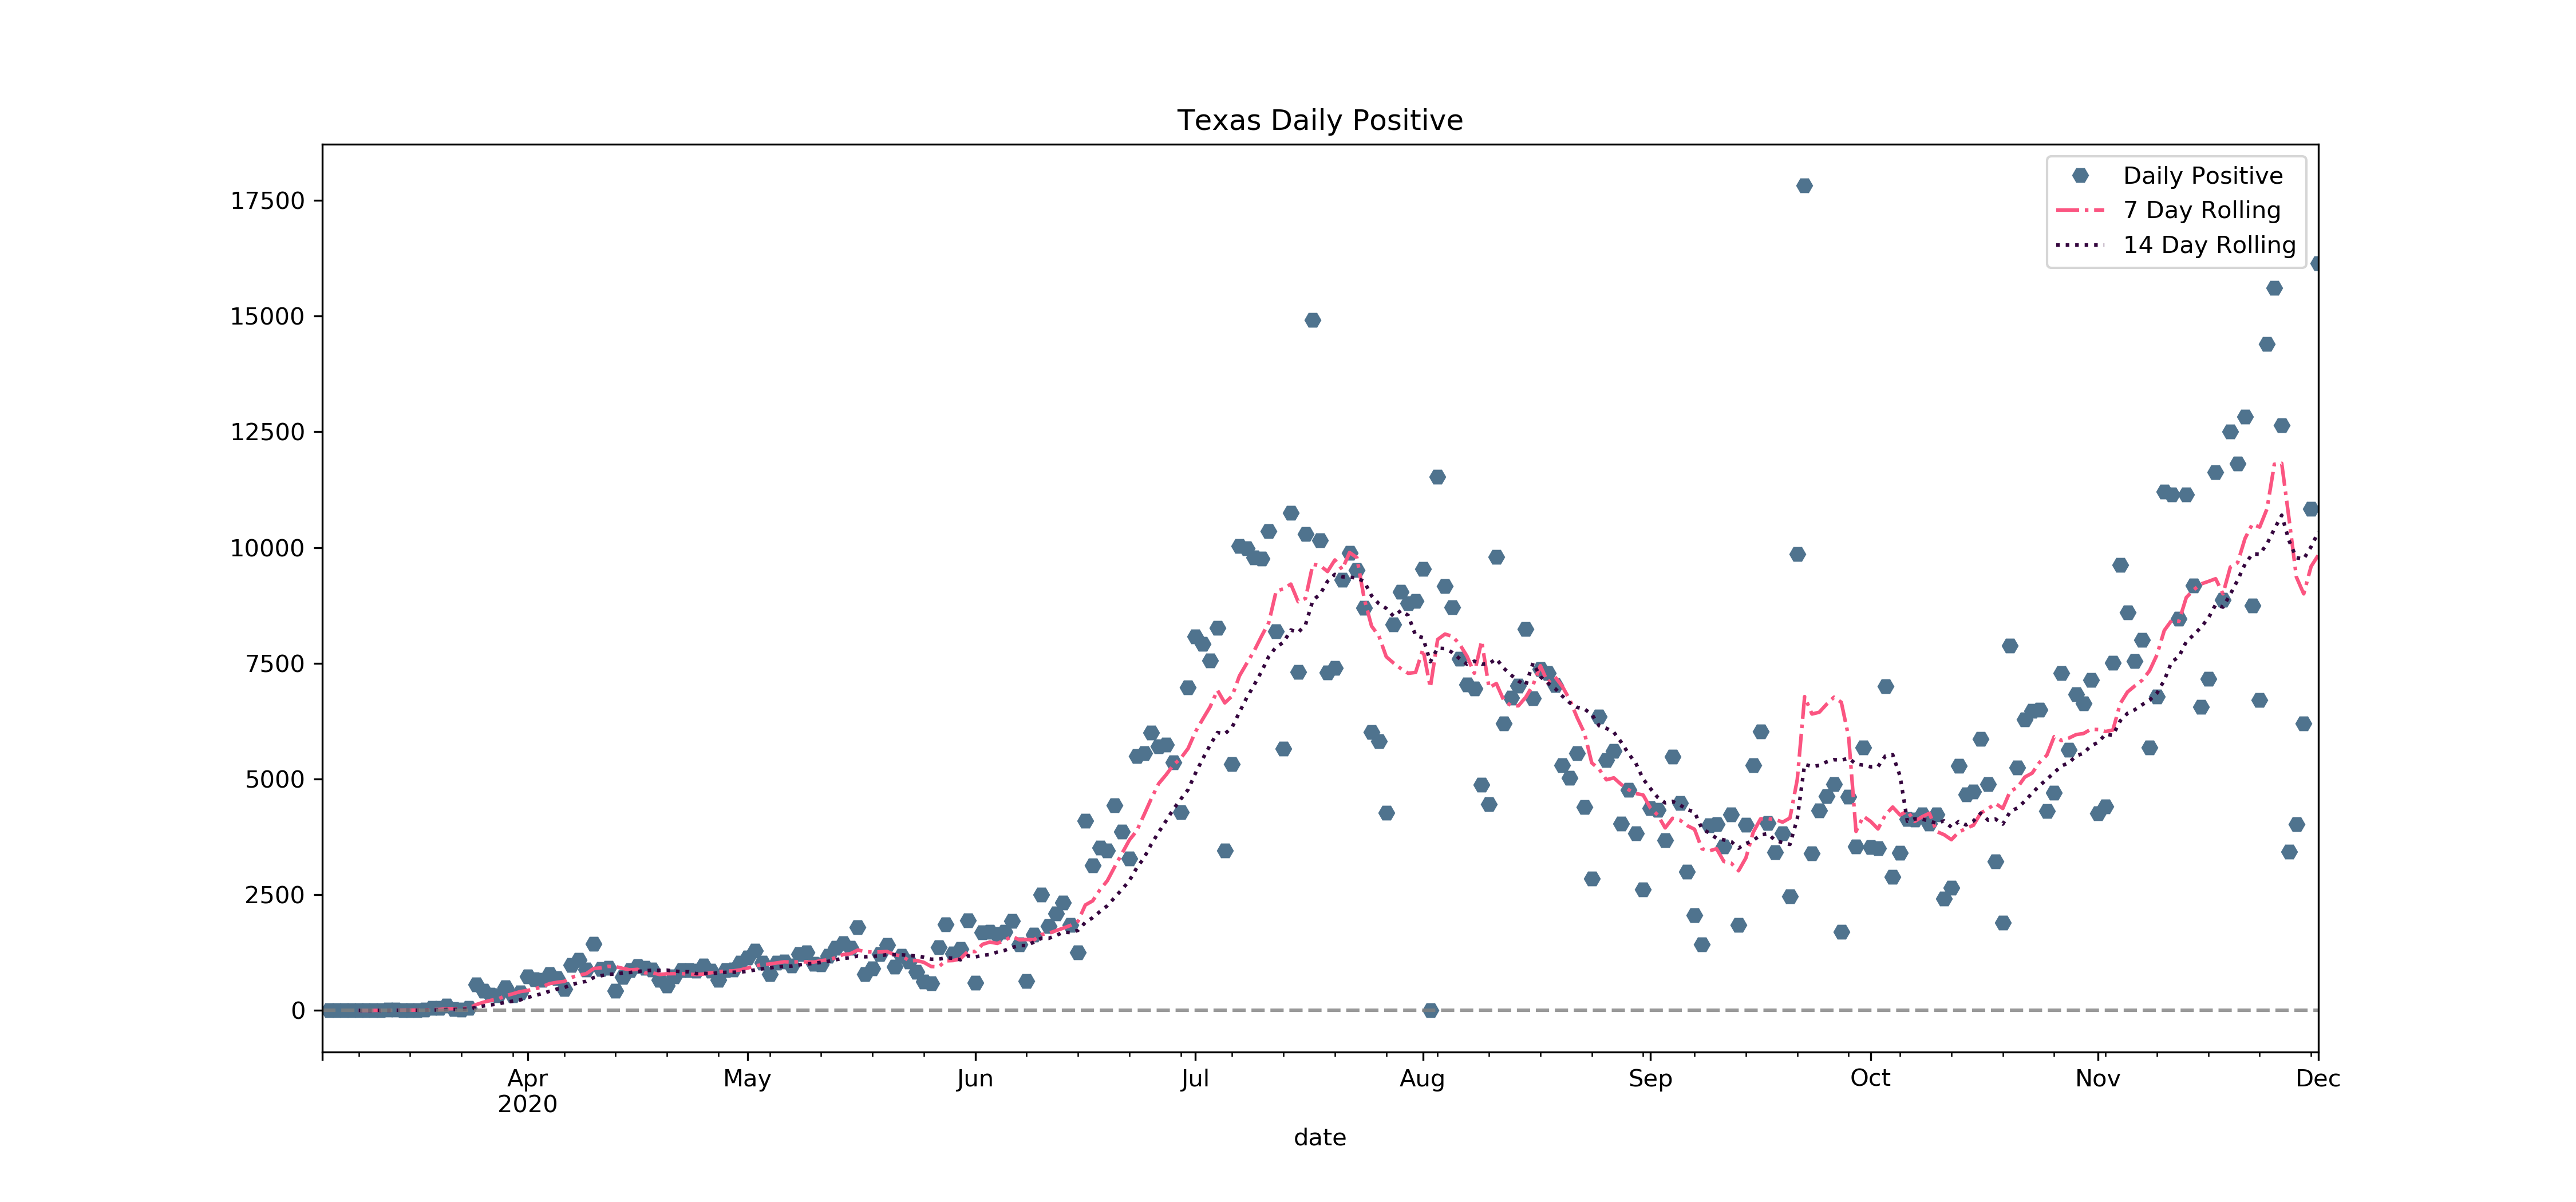 Texas Daily Positive
Daily Positive
7 Day Rolling
14 Day Rolling
17500
15000
12500
10000
7500
5000
2500
0
Apr May Jun Jul Aug Sep Oct Nov Dec
2020
date